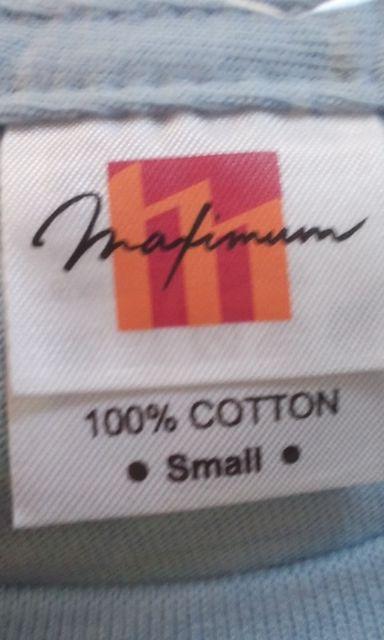 Maximum
100% COTTON
• Small •